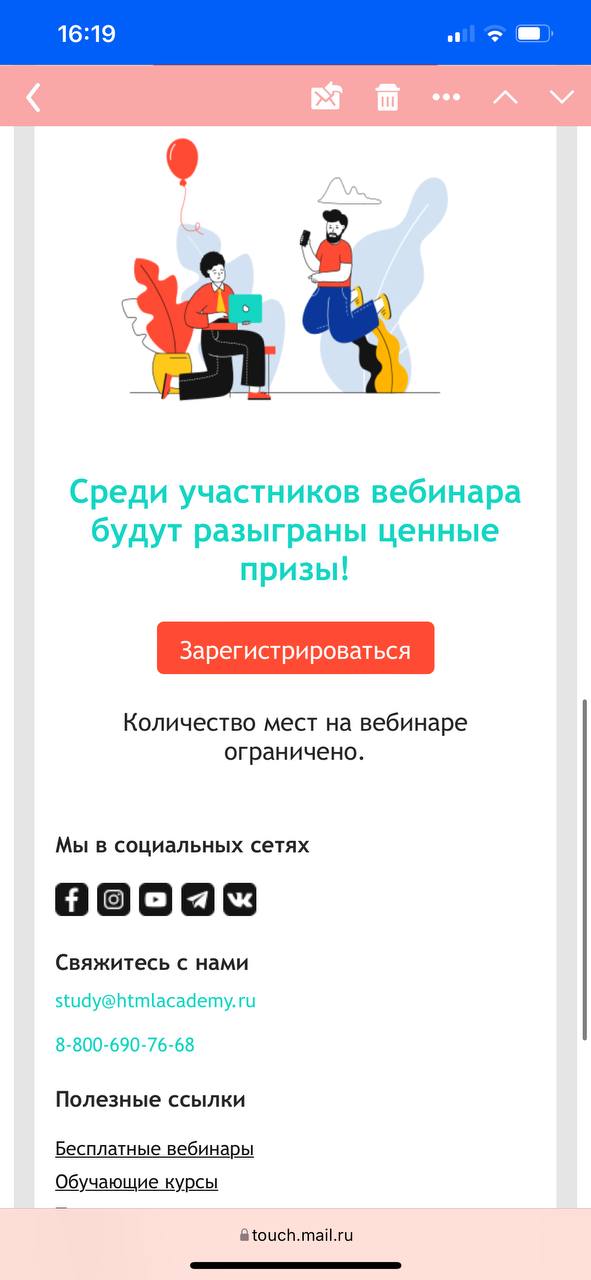 16:19
Среди участников вебинара
будут разыграны ценные
призы!
Зарегистрироваться
Количество мест на вебинаре
ограничено.
Мы в социальных сетях
Свяжитесь с нами
study@htmlacademy.ru
8-800-690-76-68
Полезные ссылки
Бесплатные вебинары
Обучающие курсы
touch.mail.ru